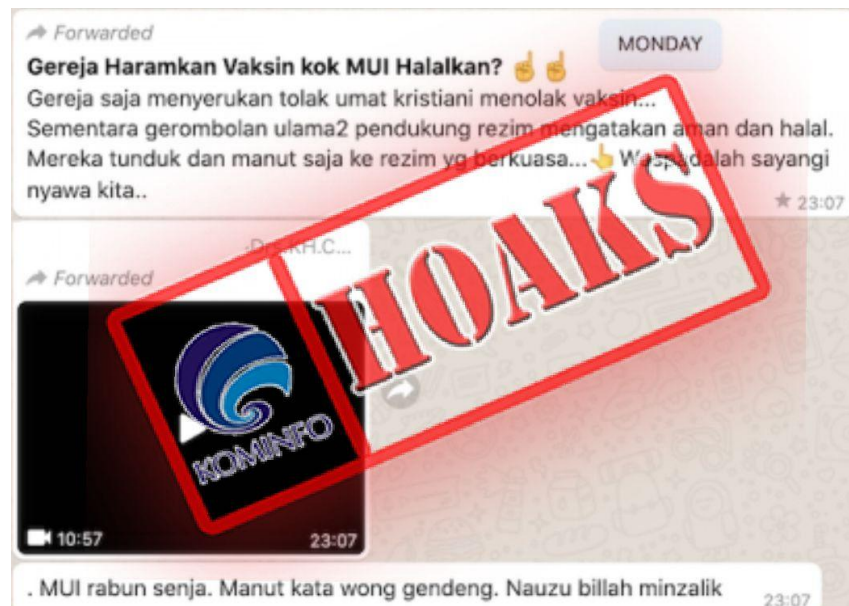 Forwarded
MONDAY
Gereja Haramkan Vaksin kok MUI Halalkan? ☝️☝️
Gereja saja menyerukan tolak umat kristiani menolak vaksin...
Sementara gerombolan ulama2 pendukung rezim mengatakan aman dan halal.
Mereka tunduk dan manut saja ke rezim yg berkuasa...👆 Waspadalah sayangi
nyawa kita..
23:07
Forwarded
HOAKS
KOMINFO
10:57
23:07
. MUI rabun senja. Manut kata wong gendeng. Nauzu billah minzalik
23:07